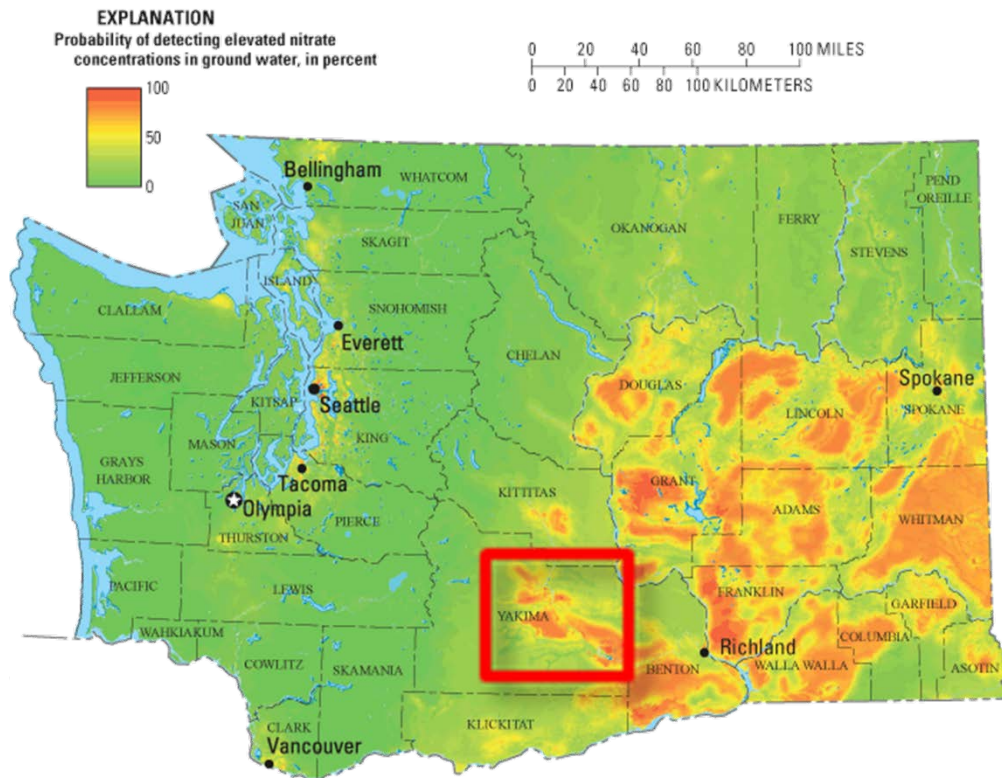 EXPLANATION
Probability of detecting elevated nitrate
concentrations in ground water, in percent
100
50
0
0 20 40 60 80 100 MILES
0 20 40 60 80 100 KILOMETERS
Bellingham
WHATCOM
SAN
JUAN
SKAGIT
ISLAND
SNOHOMISH
Everett
CLALLAM
JEFFERSON
KITSAP
Seattle
KING
MASON
GRAYS
HARBOR
Tacoma
Olympia
PIERCE
THURSTON
PACIFIC
LEWIS
WAHKIAKUM
COWLITZ
SKAMANIA
CLARK
Vancouver
OKANOGAN
FERRY
STEVENS
PEND
OREILLE
CHELAN
DOUGLAS
LINCOLN
Spokane
SPOKANE
KITTITAS
GRANT
ADAMS
WHITMAN
YAKIMA
FRANKLIN
GARFIELD
Richland
COLUMBIA
BENTON
WALLA WALLA
ASOTIN
KLICKITAT